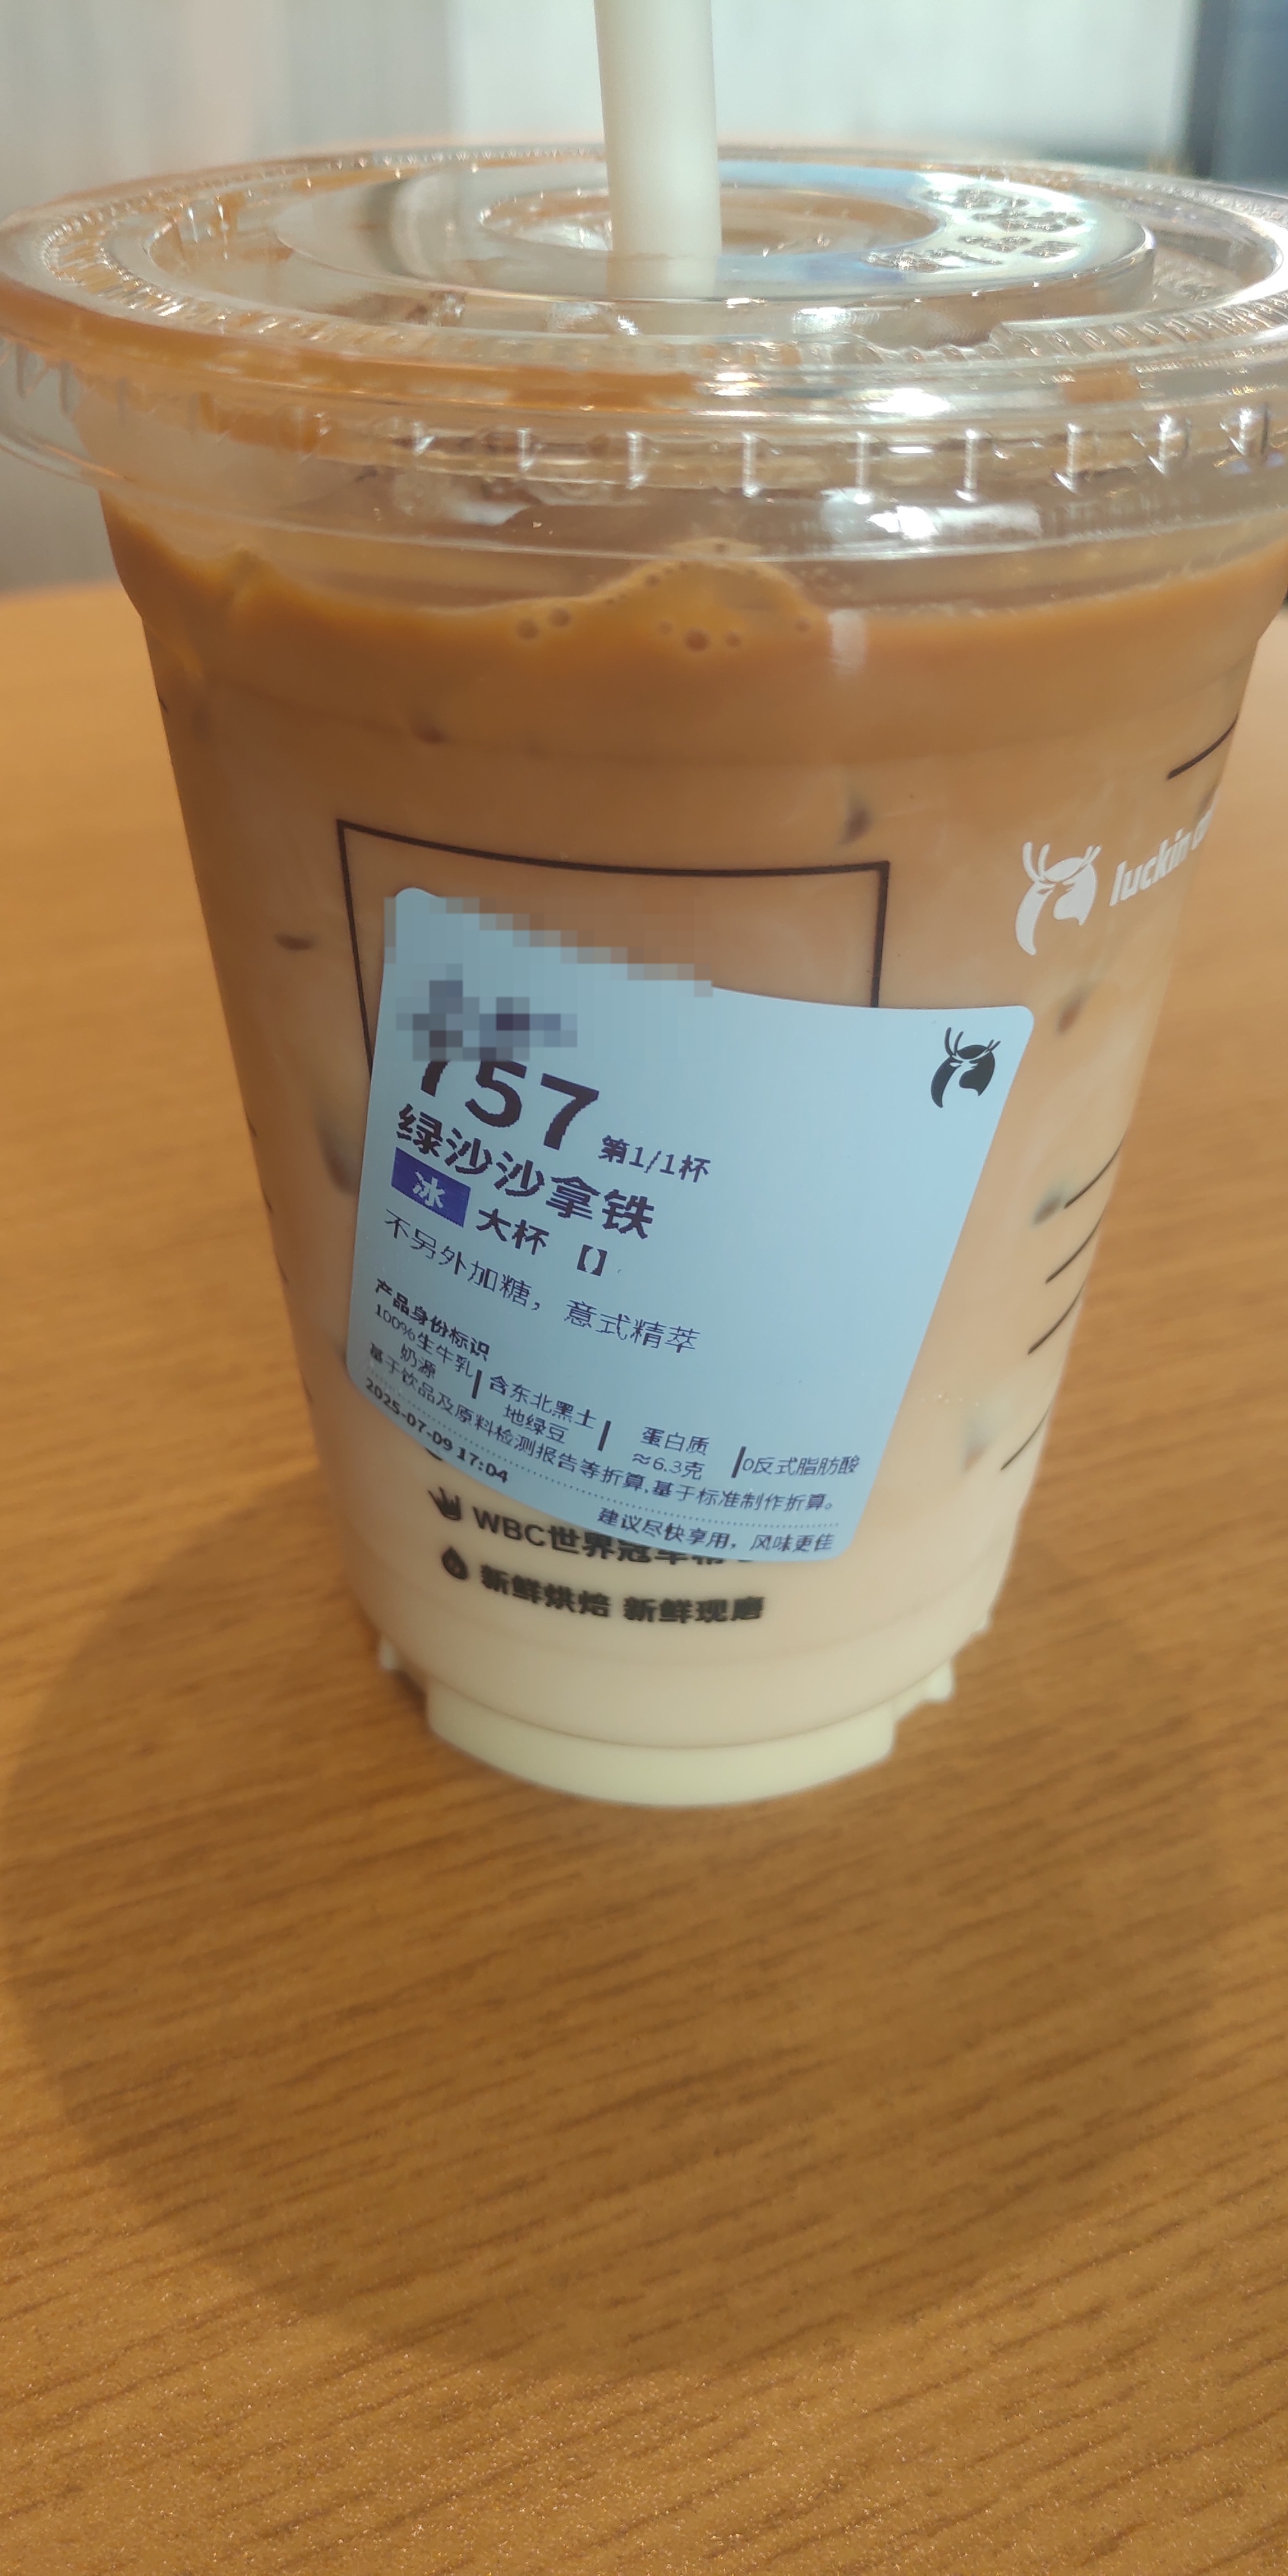 757
第1/1杯
绿沙沙拿铁
冰 大杯 【】
不另外加糖，意式精萃
产品身份标识
100%生牛乳奶源 | 含东北黑土地绿豆 | 蛋白质≈6.3克 | 0反式脂肪酸
基于饮品及原料检测报告等折算,基于标准制作折算。
2025-07-09 17:04
建议尽快享用，风味更佳
luckin
WBC世界冠军
新鲜烘焙 新鲜现磨